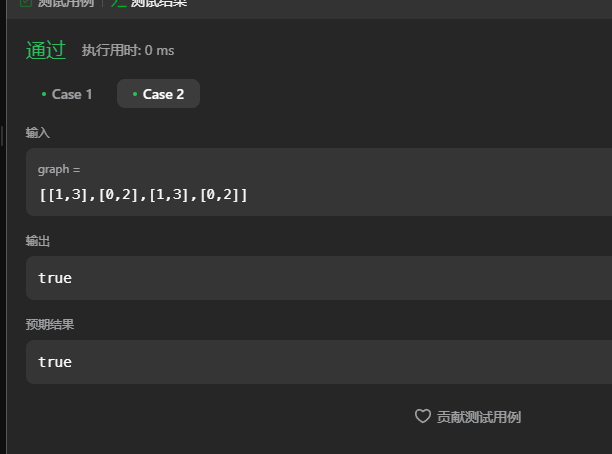 测试用例 测试结果
通过 执行用时: 0 ms
Case 1 Case 2
输入
graph =
[[1,3],[0,2],[1,3],[0,2]]
输出
true
预期结果
true
贡献测试用例